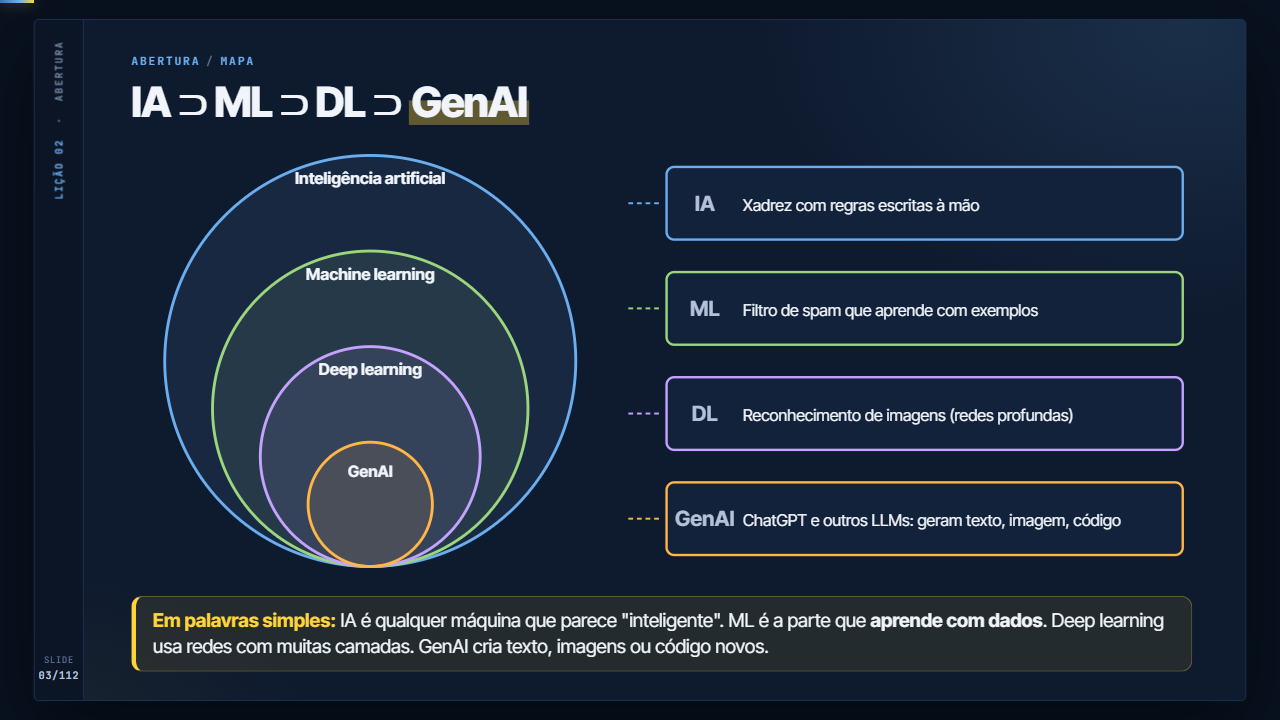 LIÇÃO 02 · ABERTURA
ABERTURA / MAPA
IA ⊃ ML ⊃ DL ⊃ GenAI
Inteligência artificial
Machine learning
Deep learning
GenAI
IA Xadrez com regras escritas à mão
ML Filtro de spam que aprende com exemplos
DL Reconhecimento de imagens (redes profundas)
GenAI ChatGPT e outros LLMs: geram texto, imagem, código
Em palavras simples: IA é qualquer máquina que parece "inteligente". ML é a parte que aprende com dados. Deep learning
usa redes com muitas camadas. GenAI cria texto, imagens ou código novos.
SLIDE
03/112